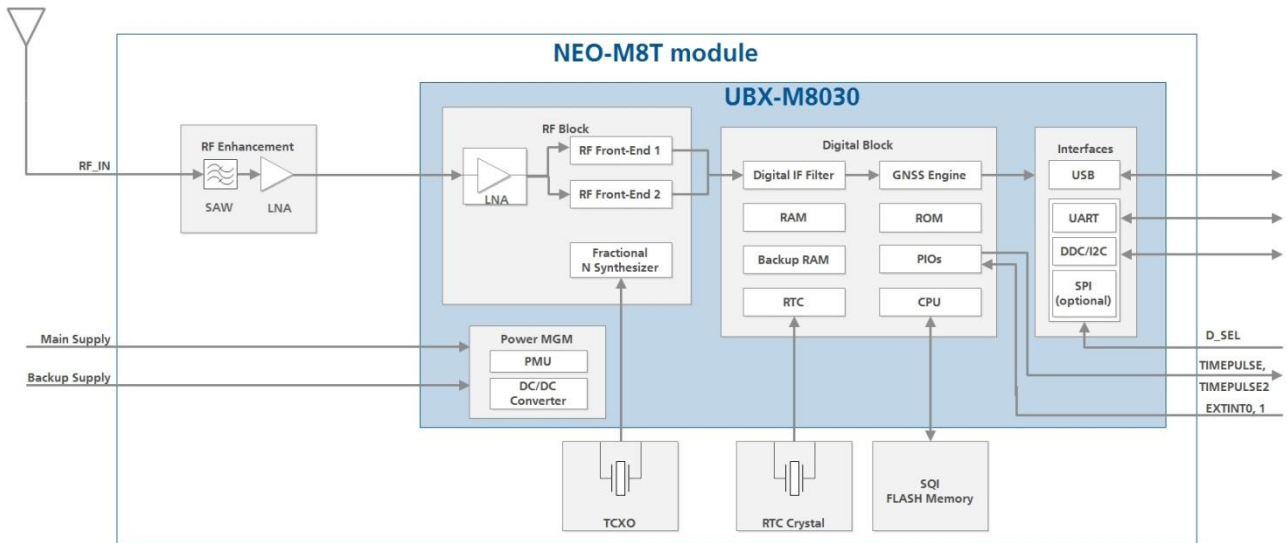 NEO-M8T module
UBX-M8030
RF_IN
RF Enhancement
SAW
LNA
RF Block
LNA
RF Front-End 1
RF Front-End 2
Fractional
N Synthesizer
Digital Block
Digital IF Filter
GNSS Engine
RAM
ROM
Backup RAM
PIOs
RTC
CPU
Interfaces
USB
UART
DDC/I2C
SPI
(optional)
Main Supply
Backup Supply
Power MGM
PMU
DC/DC
Converter
D_SEL
TIMEPULSE,
TIMEPULSE2
EXTINT0, 1
TCXO
RTC Crystal
SQI
FLASH Memory